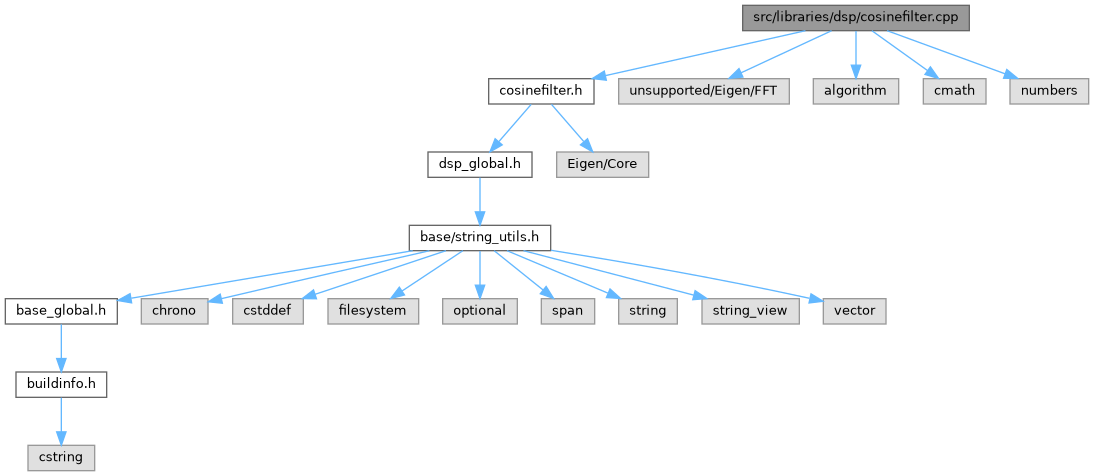 src/libraries/dsp/cosinefilter.cpp
cosinefilter.h
unsupported/Eigen/FFT
algorithm
cmath
numbers
dsp_global.h
Eigen/Core
base/string_utils.h
base_global.h
chrono
cstddef
filesystem
optional
span
string
string_view
vector
buildinfo.h
cstring